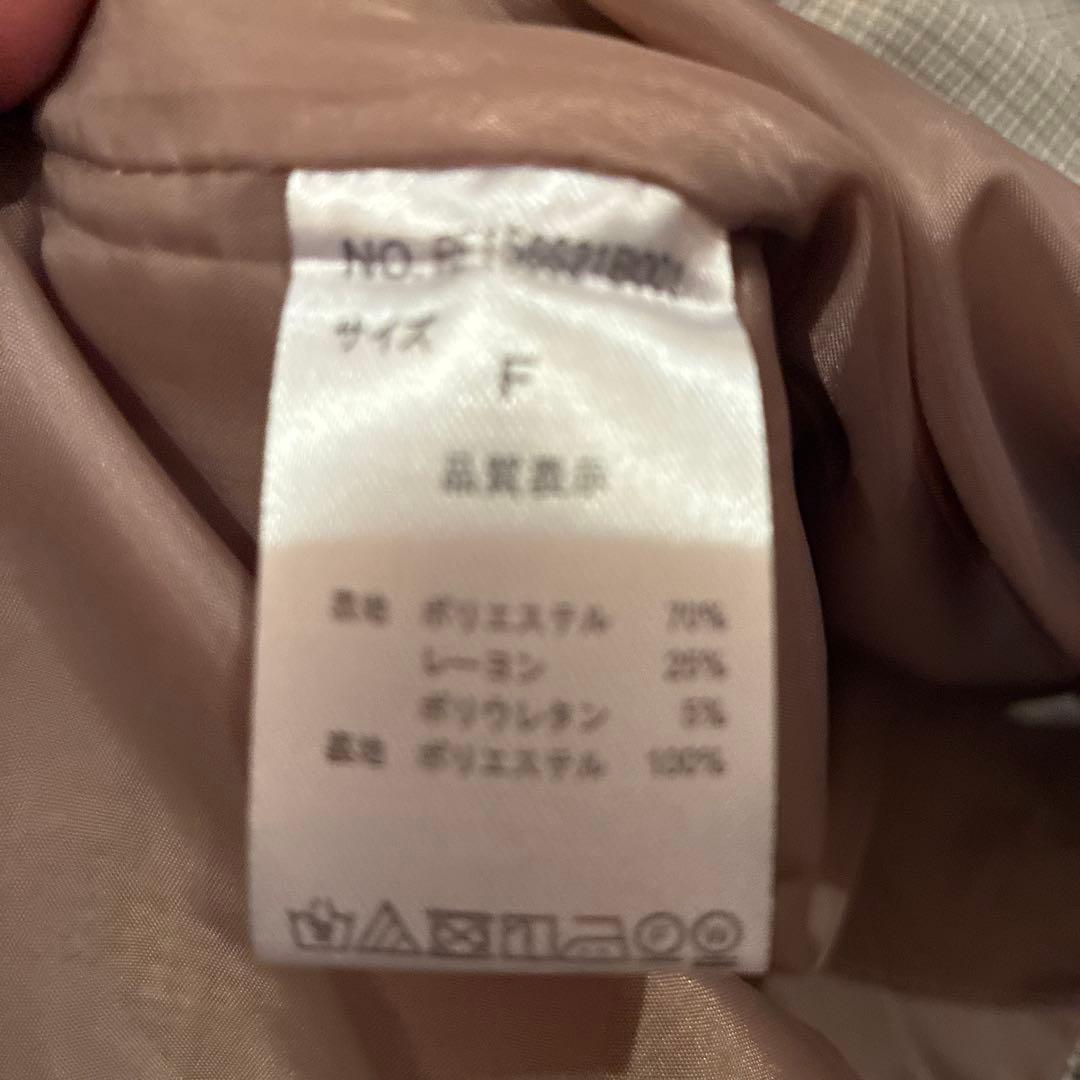 NO.
サイズ
F
品質表示
表地 ポリエステル 70%
レーヨン 25%
ポリウレタン 5%
裏地 ポリエステル 100%